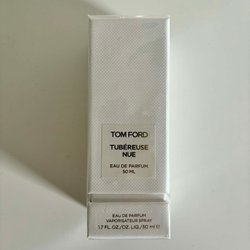 TOM FORD
TUBÉREUSE
NUE
EAU DE PARFUM
50 ML
EAU DE PARFUM
VAPORISATEUR SPRAY
1.7 FL.OZ./OZ. LIQ./50 ml ℮